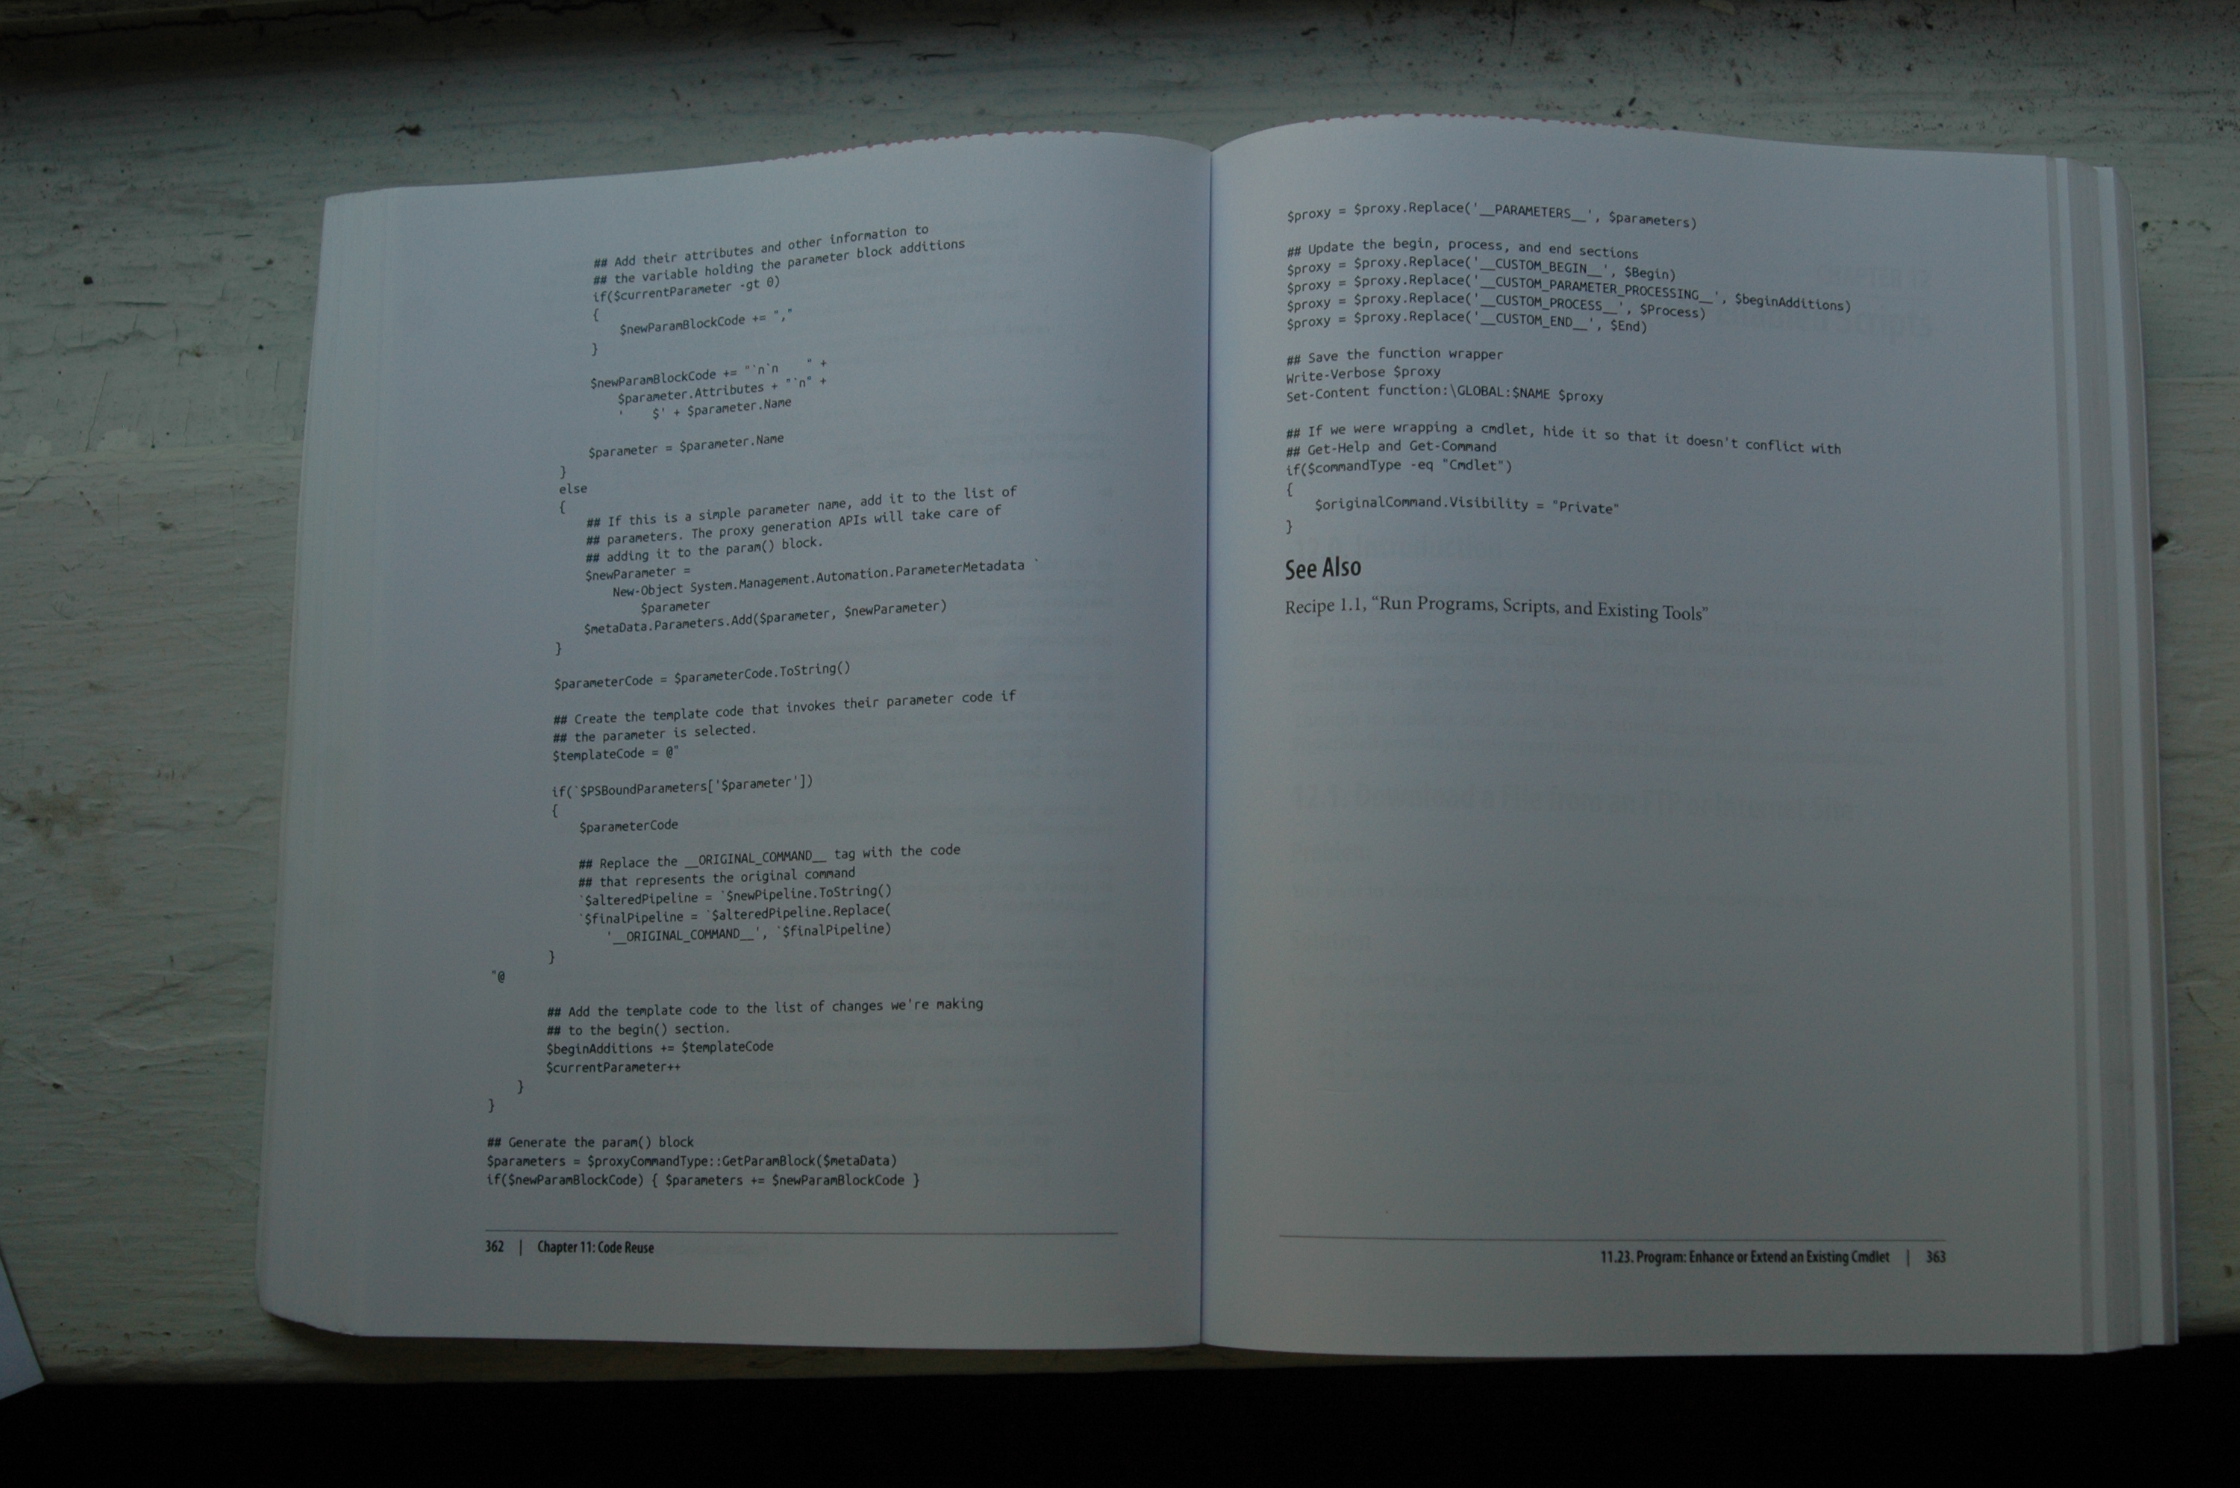 ## Add their attributes and other information to
## the variable holding the parameter block additions
if($currentParameter -gt 0)
{
    $newParamBlockCode += ","
}

$newParamBlockCode += "`n`n    " +
    $parameter.Attributes + "`n" +
    '    $' + $parameter.Name

$parameter = $parameter.Name
}
else
{
## If this is a simple parameter name, add it to the list of
## parameters. The proxy generation APIs will take care of
## adding it to the param() block.
$newParameter =
    New-Object System.Management.Automation.ParameterMetadata `
        $parameter
$metaData.Parameters.Add($parameter, $newParameter)
}

$parameterCode = $parameterCode.ToString()

## Create the template code that invokes their parameter code if
## the parameter is selected.
$templateCode = @"

if(`$PSBoundParameters['$parameter'])
{
    $parameterCode

    ## Replace the __ORIGINAL_COMMAND__ tag with the code
    ## that represents the original command
    `$alteredPipeline = `$newPipeline.ToString()
    `$finalPipeline = `$alteredPipeline.Replace(
        '__ORIGINAL_COMMAND__', `$finalPipeline)
}
"@

## Add the template code to the list of changes we're making
## to the begin() section.
$beginAdditions += $templateCode
$currentParameter++
}
}

## Generate the param() block
$parameters = $proxyCommandType::GetParamBlock($metaData)
if($newParamBlockCode) { $parameters += $newParamBlockCode }

362 | Chapter 11: Code Reuse

$proxy = $proxy.Replace('__PARAMETERS__', $parameters)

## Update the begin, process, and end sections
$proxy = $proxy.Replace('__CUSTOM_BEGIN__', $Begin)
$proxy = $proxy.Replace('__CUSTOM_PARAMETER_PROCESSING__', $beginAdditions)
$proxy = $proxy.Replace('__CUSTOM_PROCESS__', $Process)
$proxy = $proxy.Replace('__CUSTOM_END__', $End)

## Save the function wrapper
Write-Verbose $proxy
Set-Content function:\GLOBAL:$NAME $proxy

## If we were wrapping a cmdlet, hide it so that it doesn't conflict with
## Get-Help and Get-Command
if($commandType -eq "Cmdlet")
{
    $originalCommand.Visibility = "Private"
}

See Also
Recipe 1.1, “Run Programs, Scripts, and Existing Tools”

11.23. Program: Enhance or Extend an Existing Cmdlet | 363